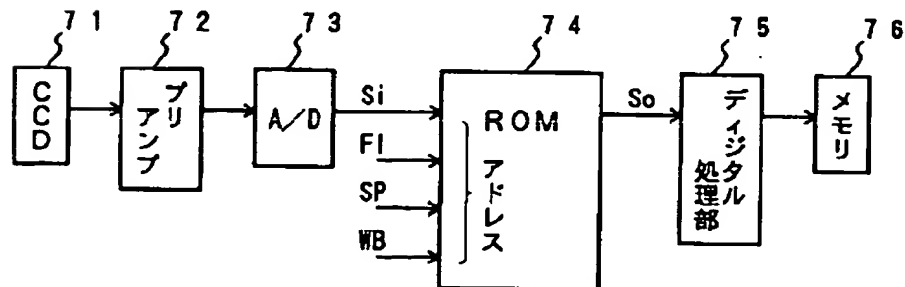 71
72
73
74
75
76
CCD
プリアンプ
A/D
Si
FI
SP
WB
ROM
アドレス
So
ディジタル処理部
メモリ